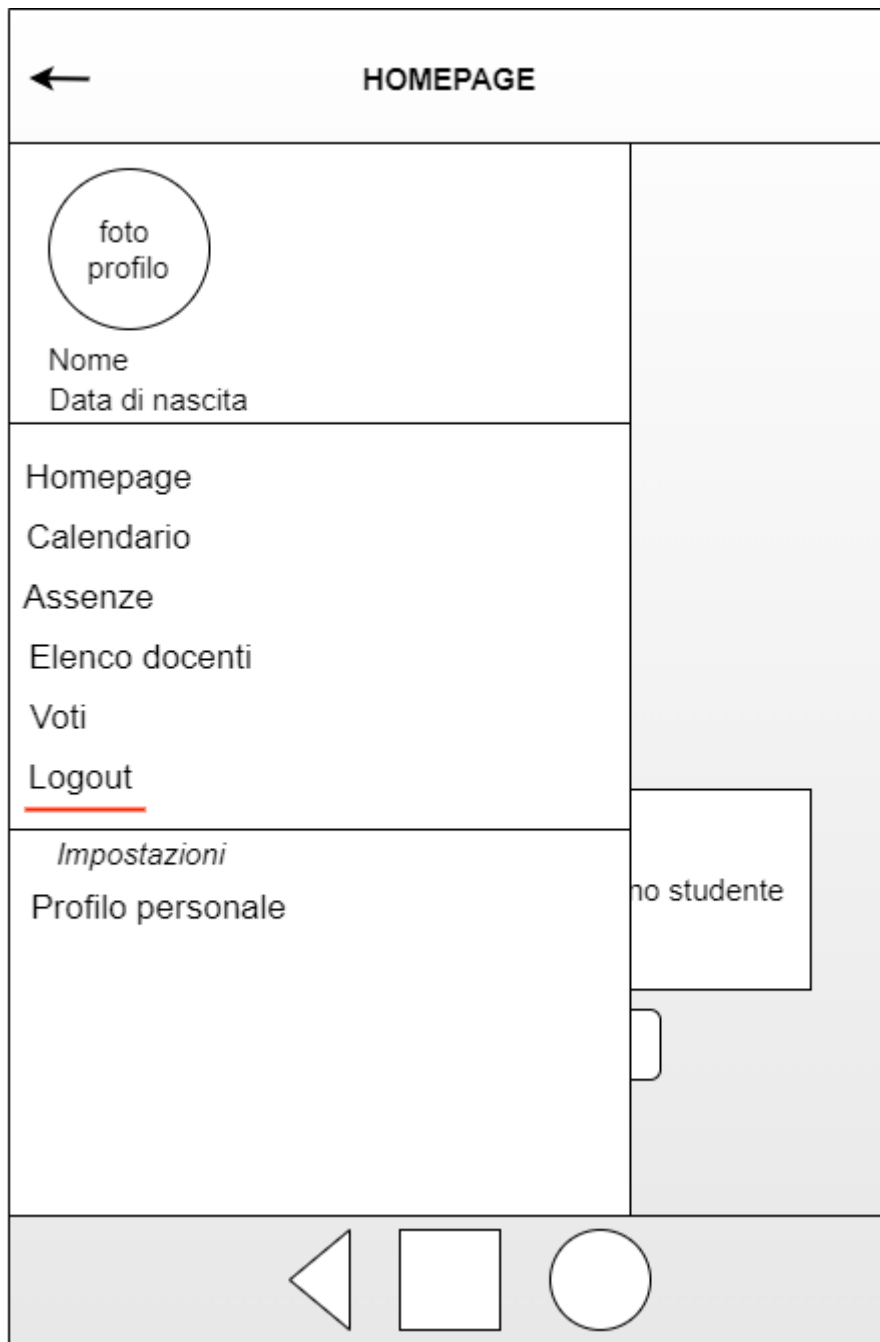 HOMEPAGE
foto
profilo
Nome
Data di nascita
Homepage
Calendario
Assenze
Elenco docenti
Voti
Logout
Impostazioni
Profilo personale
no studente